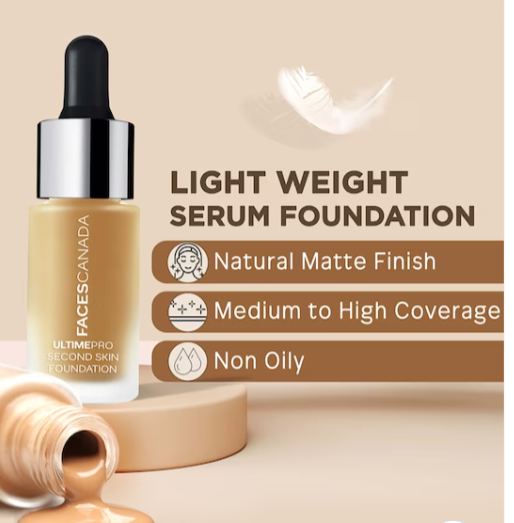 LIGHT WEIGHT
SERUM FOUNDATION
Natural Matte Finish
Medium to High Coverage
Non Oily
FACESCANADA
ULTIMEPRO
SECOND SKIN
FOUNDATION